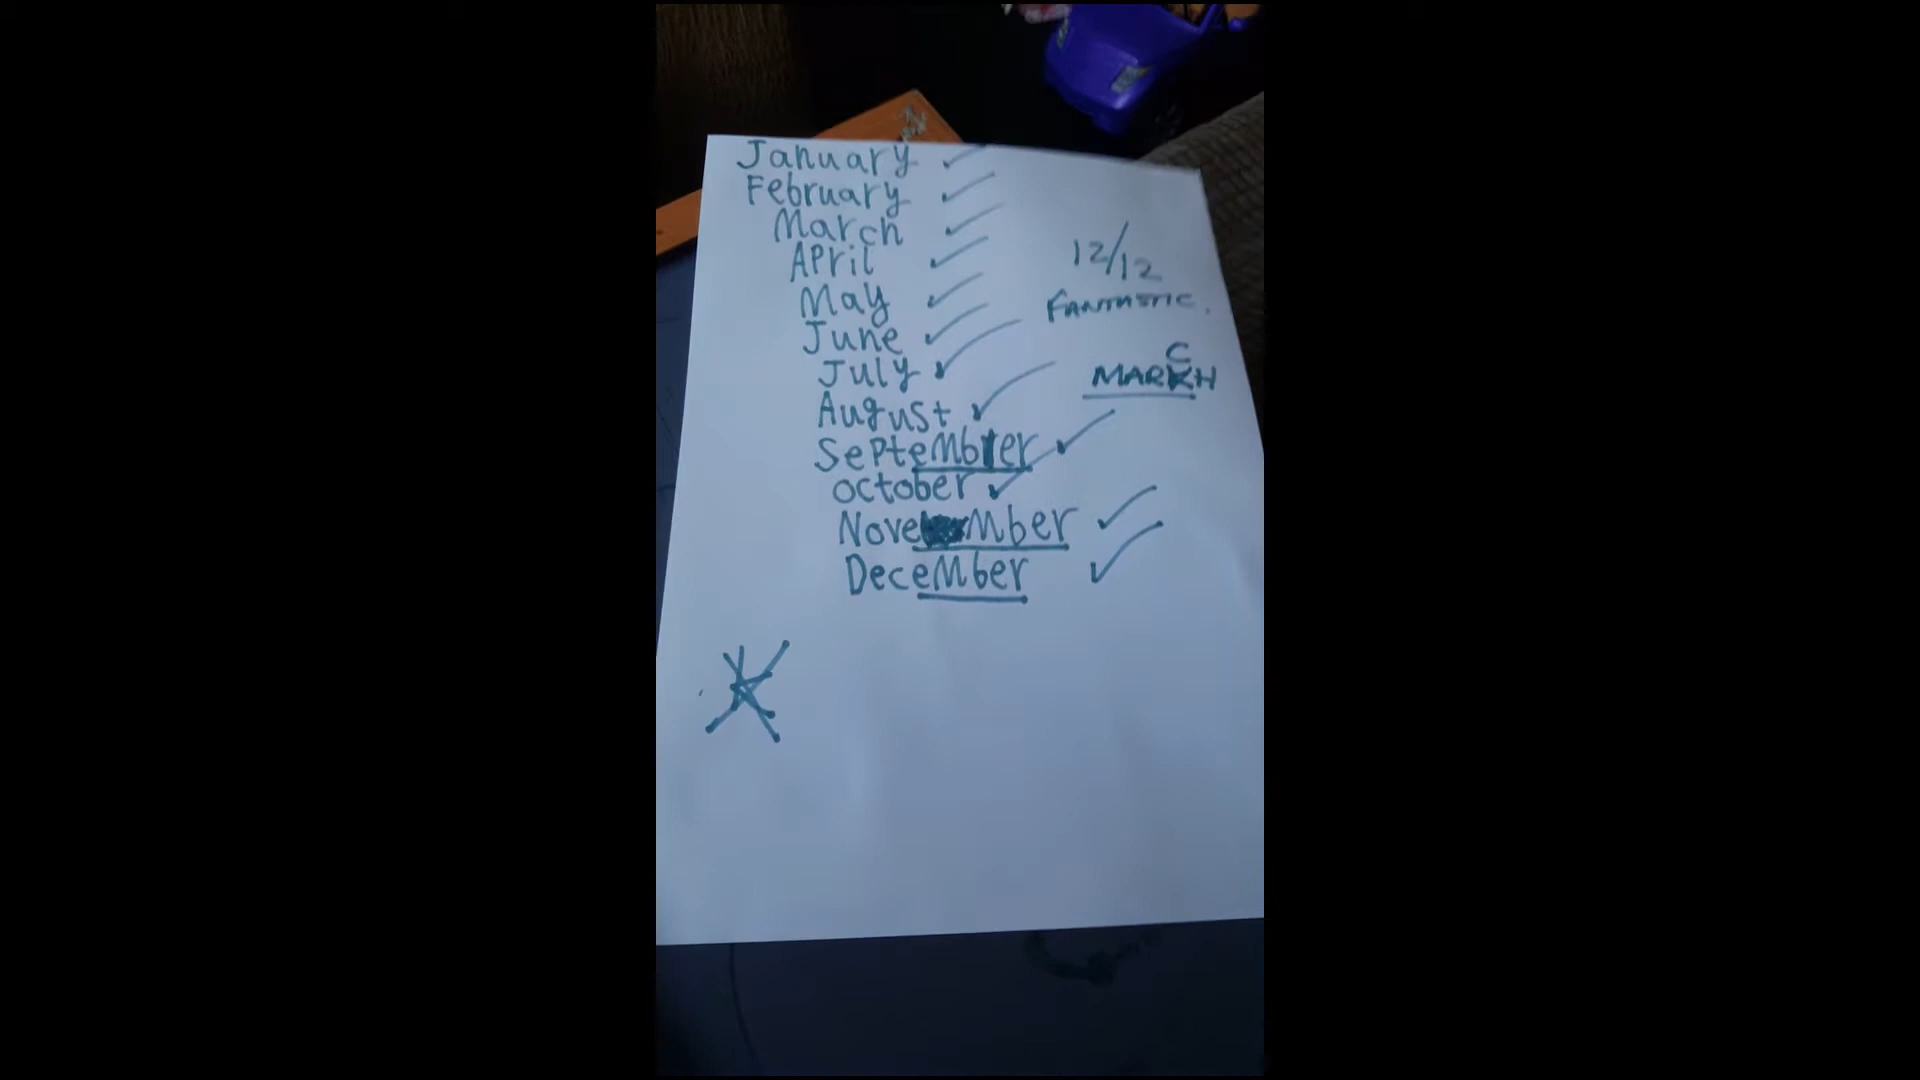 January
February
March
April
May
June
July
August
September
october
November
December
12/12
FANTASTIC.
MARCH